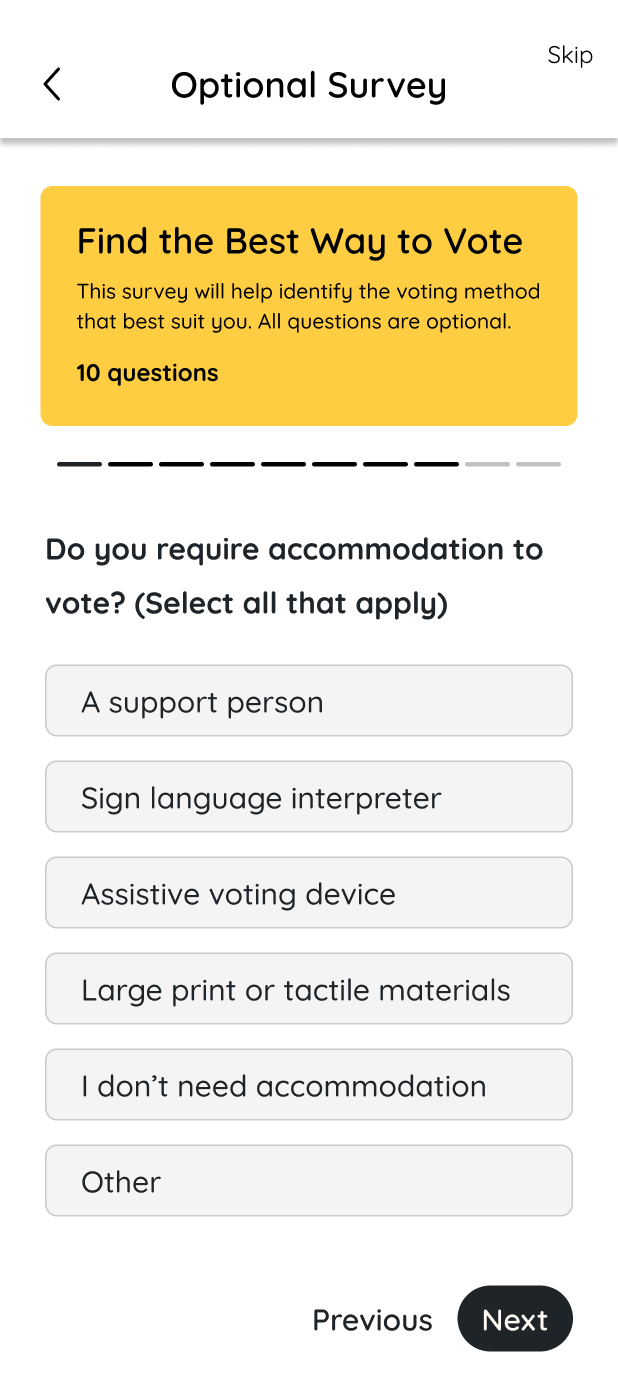 Skip
Optional Survey
Find the Best Way to Vote
This survey will help identify the voting method
that best suit you. All questions are optional.
10 questions
Do you require accommodation to
vote? (Select all that apply)
A support person
Sign language interpreter
Assistive voting device
Large print or tactile materials
I don’t need accommodation
Other
Previous
Next